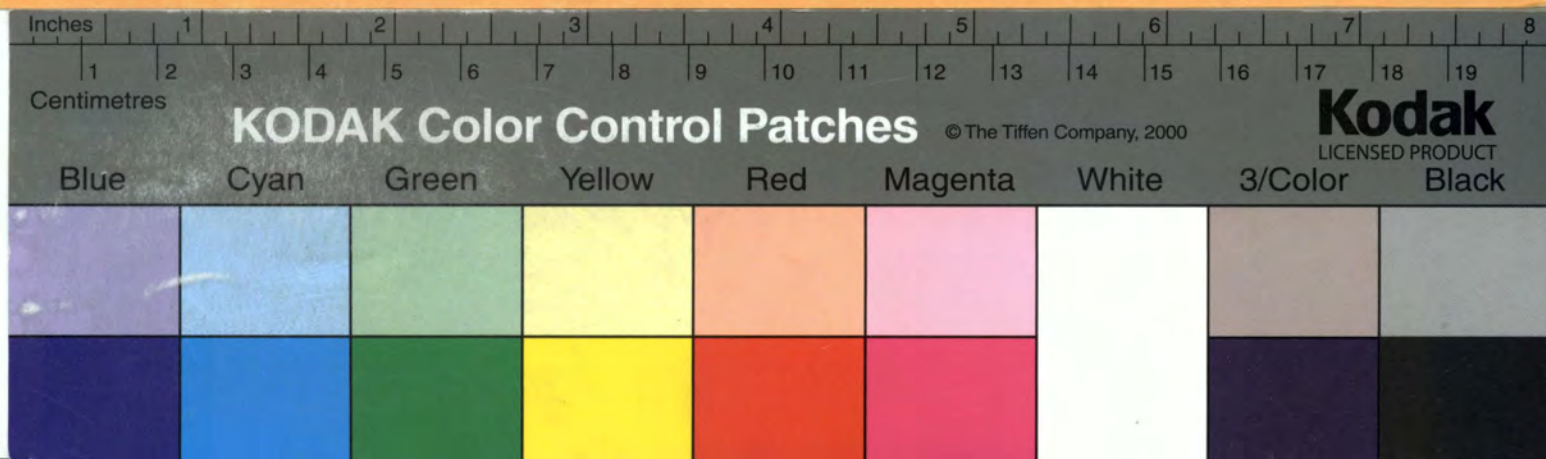 Inches 1 2 3 4 5 6 7 8
1 2 3 4 5 6 7 8 9 10 11 12 13 14 15 16 17 18 19
Centimetres
KODAK Color Control Patches © The Tiffen Company, 2000
Kodak
LICENSED PRODUCT
Blue Cyan Green Yellow Red Magenta White 3/Color Black